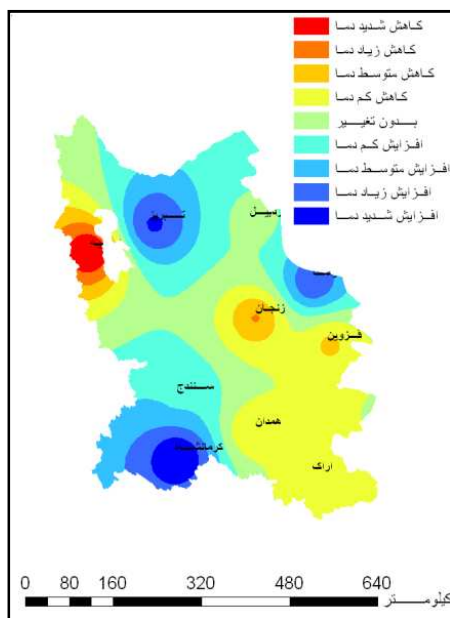 کاهش شدید دما
کاهش زیاد دما
کاهش متوسط دما
کاهش کم دما
بدون تغییر
افزایش کم دما
افزایش متوسط دما
افزایش زیاد دما
افزایش شدید دما
تبریز
زنجان
قزوین
سنندج
همدان
کرمانشاه
اراک
0 80 160 320 480 640
کیلومتر